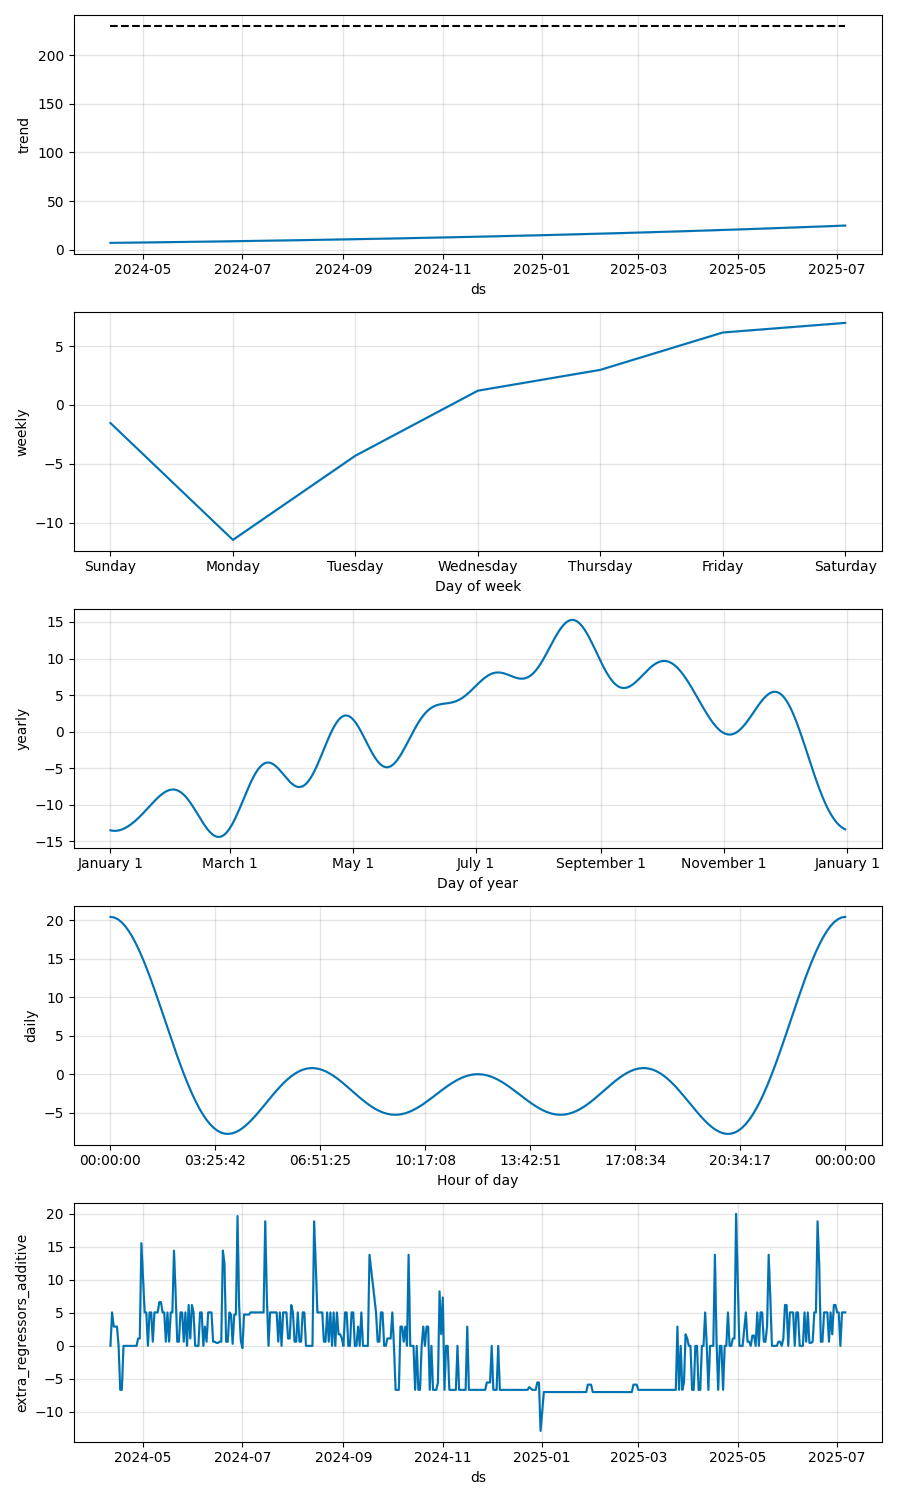 200
150
100
50
0
trend
2024-05 2024-07 2024-09 2024-11 2025-01 2025-03 2025-05 2025-07
ds
5
0
−5
−10
weekly
Sunday Monday Tuesday Wednesday Thursday Friday Saturday
Day of week
15
10
5
0
−5
−10
−15
yearly
January 1 March 1 May 1 July 1 September 1 November 1 January 1
Day of year
20
15
10
5
0
−5
daily
00:00:00 03:25:42 06:51:25 10:17:08 13:42:51 17:08:34 20:34:17 00:00:00
Hour of day
20
15
10
5
0
−5
−10
extra_regressors_additive
2024-05 2024-07 2024-09 2024-11 2025-01 2025-03 2025-05 2025-07
ds